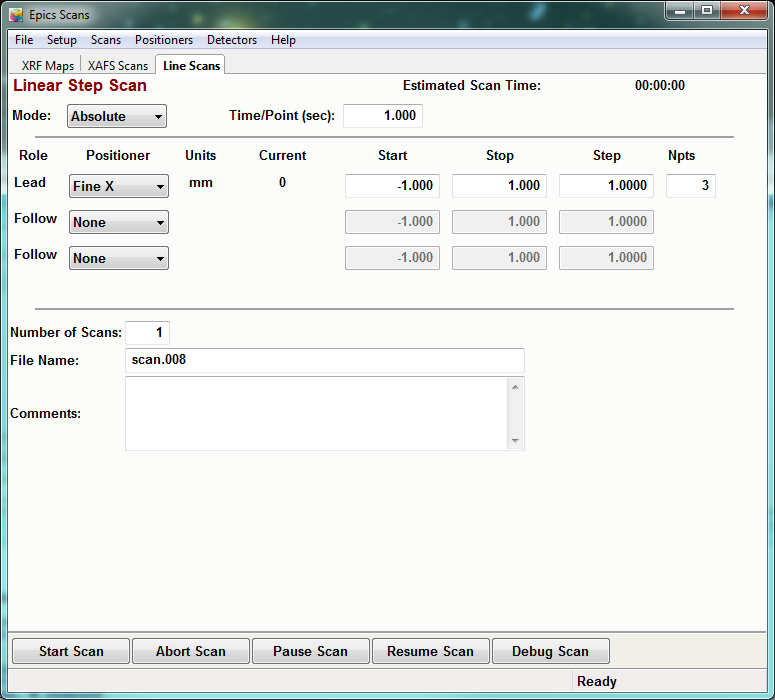 Epics Scans
File Setup Scans Positioners Detectors Help
XRF Maps XAFS Scans Line Scans
Linear Step Scan Estimated Scan Time: 00:00:00
Mode: Absolute Time/Point (sec): 1.000
Role Positioner Units Current Start Stop Step Npts
Lead Fine X mm 0 -1.000 1.000 1.0000 3
Follow None -1.000 1.000 1.0000
Follow None -1.000 1.000 1.0000
Number of Scans: 1
File Name: scan.008
Comments:
Start Scan Abort Scan Pause Scan Resume Scan Debug Scan
Ready